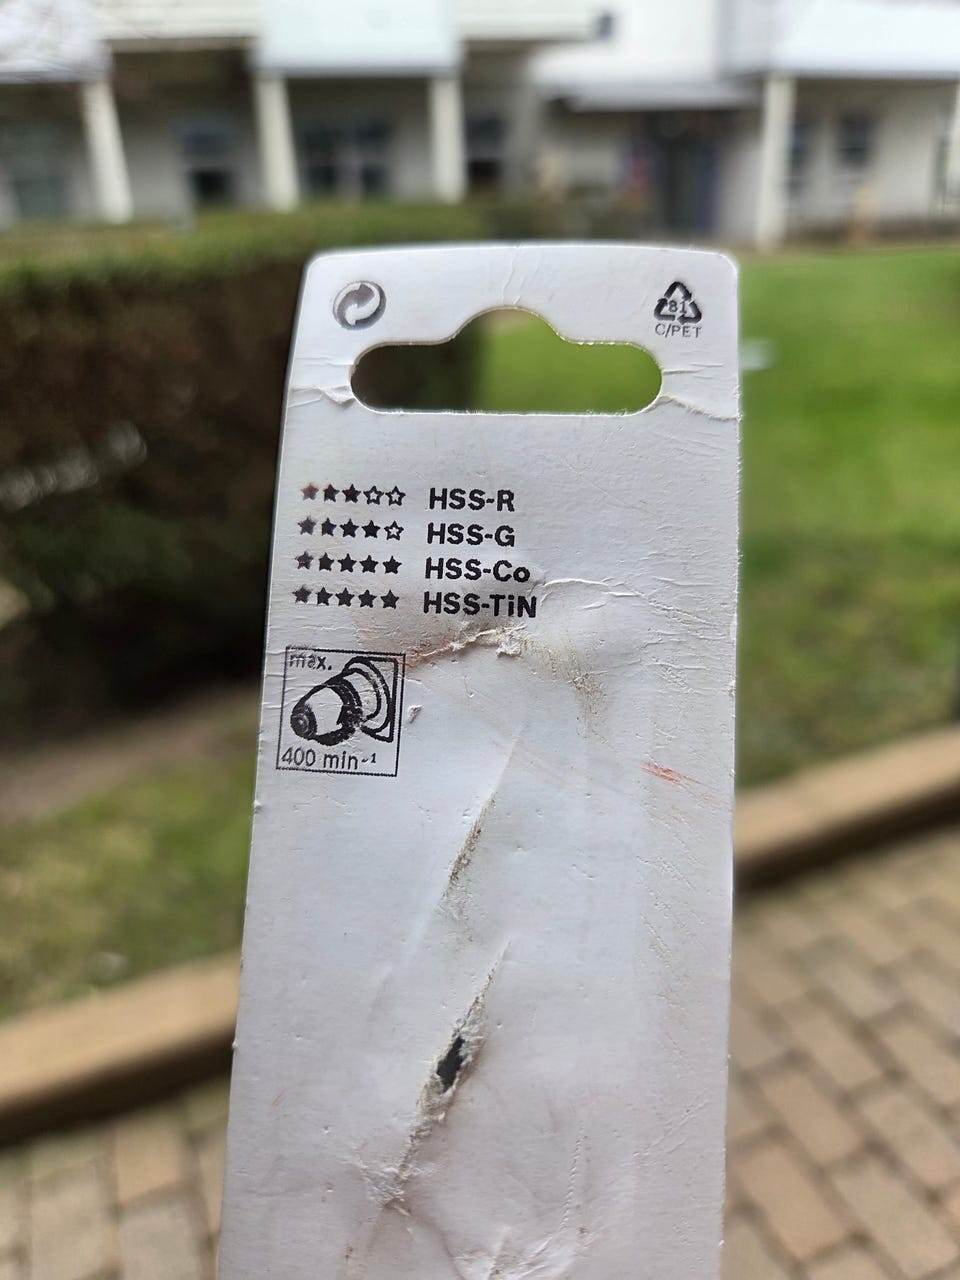 81
C/PET
★★★☆☆ HSS-R
★★★★☆ HSS-G
★★★★★ HSS-Co
★★★★★ HSS-TiN
max.
400 min⁻¹